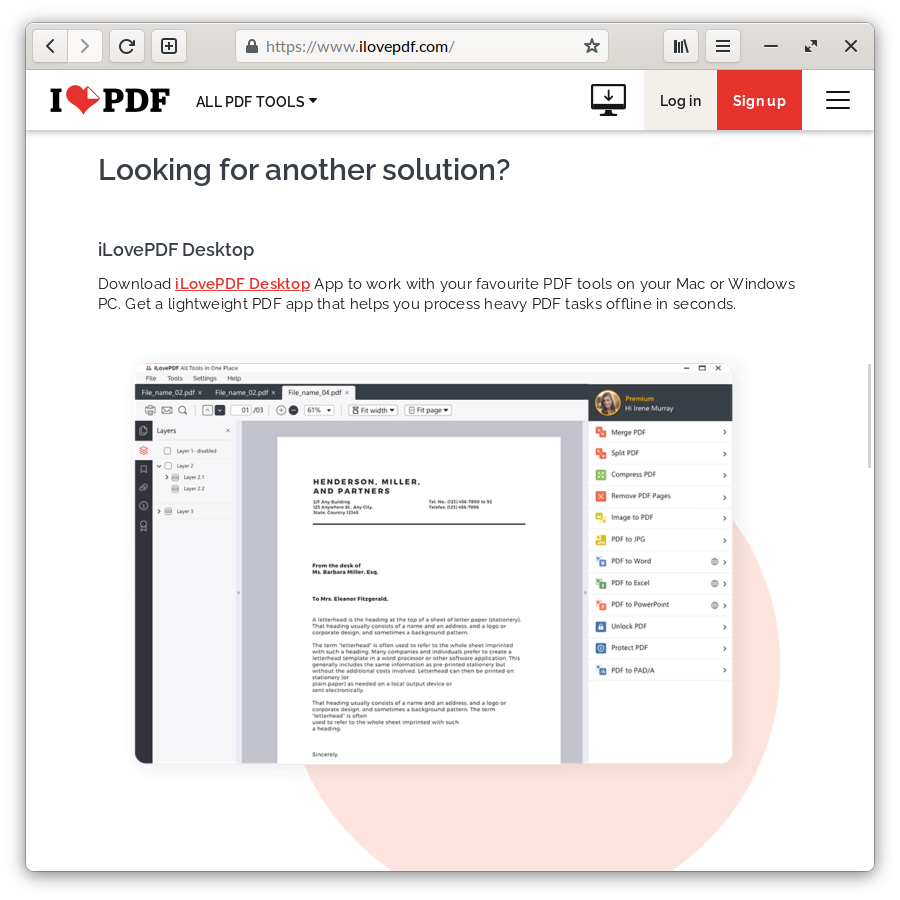 https://www.ilovepdf.com/
I PDF
ALL PDF TOOLS
Log in
Sign up
Looking for another solution?
iLovePDF Desktop
Download iLovePDF Desktop App to work with your favourite PDF tools on your Mac or Windows
PC. Get a lightweight PDF app that helps you process heavy PDF tasks offline in seconds.
iLovePDF All Tools in One Place
File Tools Settings Help
File_name_02.pdf × File_name_02.pdf × File_name_04.pdf ×
01 /03 61% Fit width Fit page
Premium
Hi Irene Murray
Layers ×
Layer 1- disabled
Layer 2
Layer 2.1
Layer 2.2
Layer 3
HENDERSON, MILLER,
AND PARTNERS
2/F Any Building
123 Anywhere St., Any City,
State, Country 12345
Tel. No.: (123) 456-7890 to 92
Telefax: (123) 456-7896
From the desk of
Ms. Barbara Miller, Esq,
To Mrs. Eleanor Fitzgerald,
A letterhead is the heading at the top of a sheet of letter paper (stationery).
That heading usually consists of a name and an address, and a logo or
corporate design, and sometimes a background pattern.
The term "letterhead" is often used to refer to the whole sheet imprinted
with such a heading. Many companies and individuals prefer to create a
letterhead template in a word processor or other software application. This
generally includes the same information as pre-printed stationery but
without the additional costs involved. Letterhead can then be printed on
stationery (or
plain paper) as needed on a local output device or
sent electronically.
That heading usually consists of a name and an address, and a logo or
corporate design, and sometimes a background pattern. The term
"letterhead" is often
used to refer to the whole sheet imprinted with such
a heading.
Sincerely,
Merge PDF
Split PDF
Compress PDF
Remove PDF Pages
Image to PDF
PDF to JPG
PDF to Word
PDF to Excel
PDF to PowerPoint
Unlock PDF
Protect PDF
PDF to PAD/A